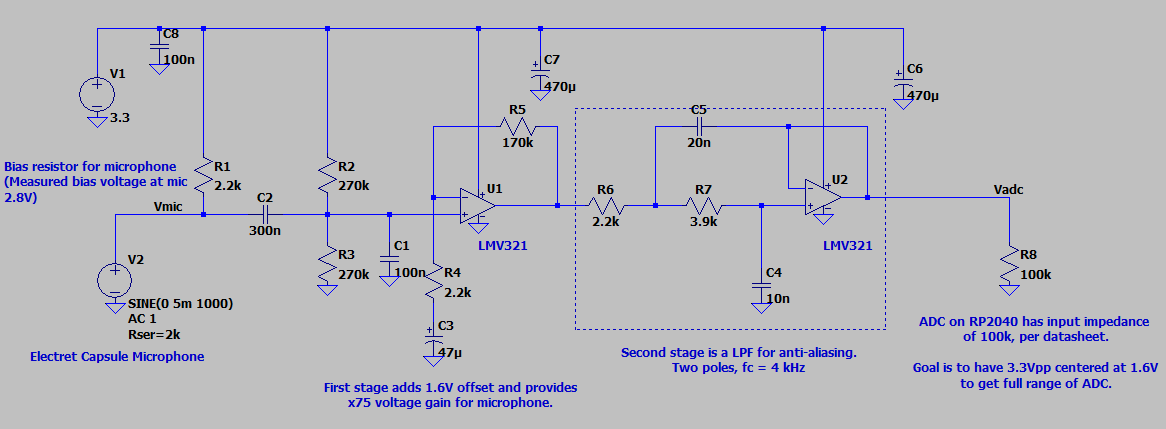 C8
100n
V1
3.3
C7
470µ
C6
470µ
Bias resistor for microphone
(Measured bias voltage at mic
2.8V)
R1
2.2k
R2
270k
R5
170k
C5
20n
Vmic
C2
300n
U1
LMV321
R6
2.2k
R7
3.9k
U2
LMV321
Vadc
V2
SINE(0 5m 1000)
AC 1
Rser=2k
Electret Capsule Microphone
R3
270k
C1
100n
R4
2.2k
C3
47µ
C4
10n
R8
100k
First stage adds 1.6V offset and provides
x75 voltage gain for microphone.
Second stage is a LPF for anti-aliasing.
Two poles, fc = 4 kHz
ADC on RP2040 has input impedance
of 100k, per datasheet.
Goal is to have 3.3Vpp centered at 1.6V
to get full range of ADC.